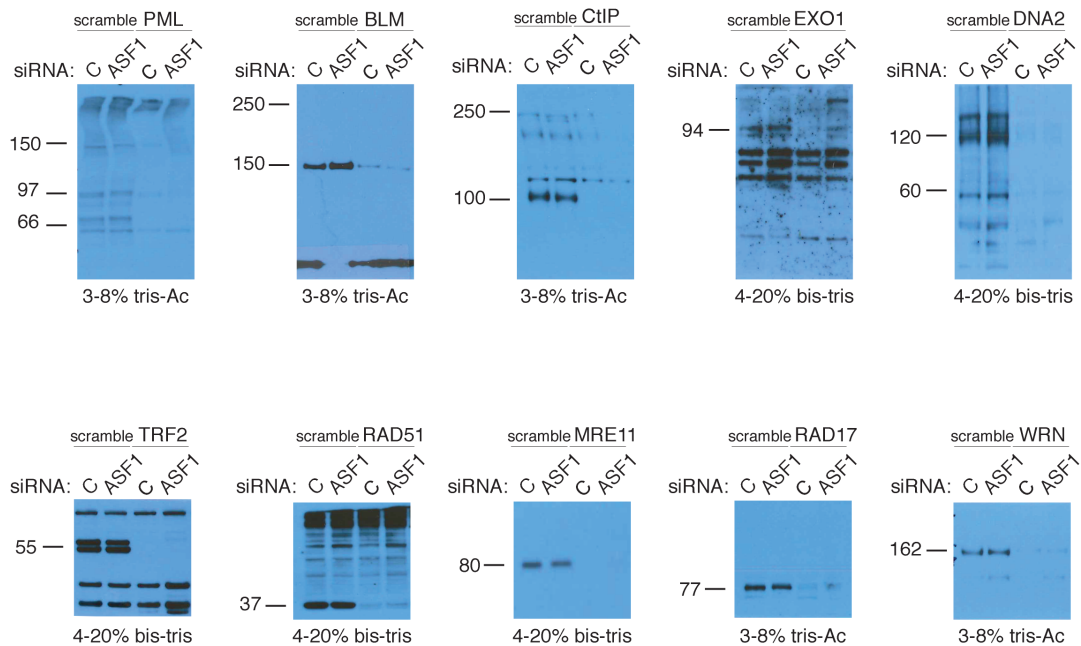 scramble PML
siRNA: C ASF1 C ASF1
150
97
66
3-8% tris-Ac
scramble BLM
siRNA: C ASF1 C ASF1
250
150
3-8% tris-Ac
scramble CtIP
siRNA: C ASF1 C ASF1
250
100
3-8% tris-Ac
scramble EXO1
siRNA: C ASF1 C ASF1
94
4-20% bis-tris
scramble DNA2
siRNA: C ASF1 C ASF1
120
60
4-20% bis-tris
scramble TRF2
siRNA: C ASF1 C ASF1
55
4-20% bis-tris
scramble RAD51
siRNA: C ASF1 C ASF1
37
4-20% bis-tris
scramble MRE11
siRNA: C ASF1 C ASF1
80
4-20% bis-tris
scramble RAD17
siRNA: C ASF1 C ASF1
77
3-8% tris-Ac
scramble WRN
siRNA: C ASF1 C ASF1
162
3-8% tris-Ac